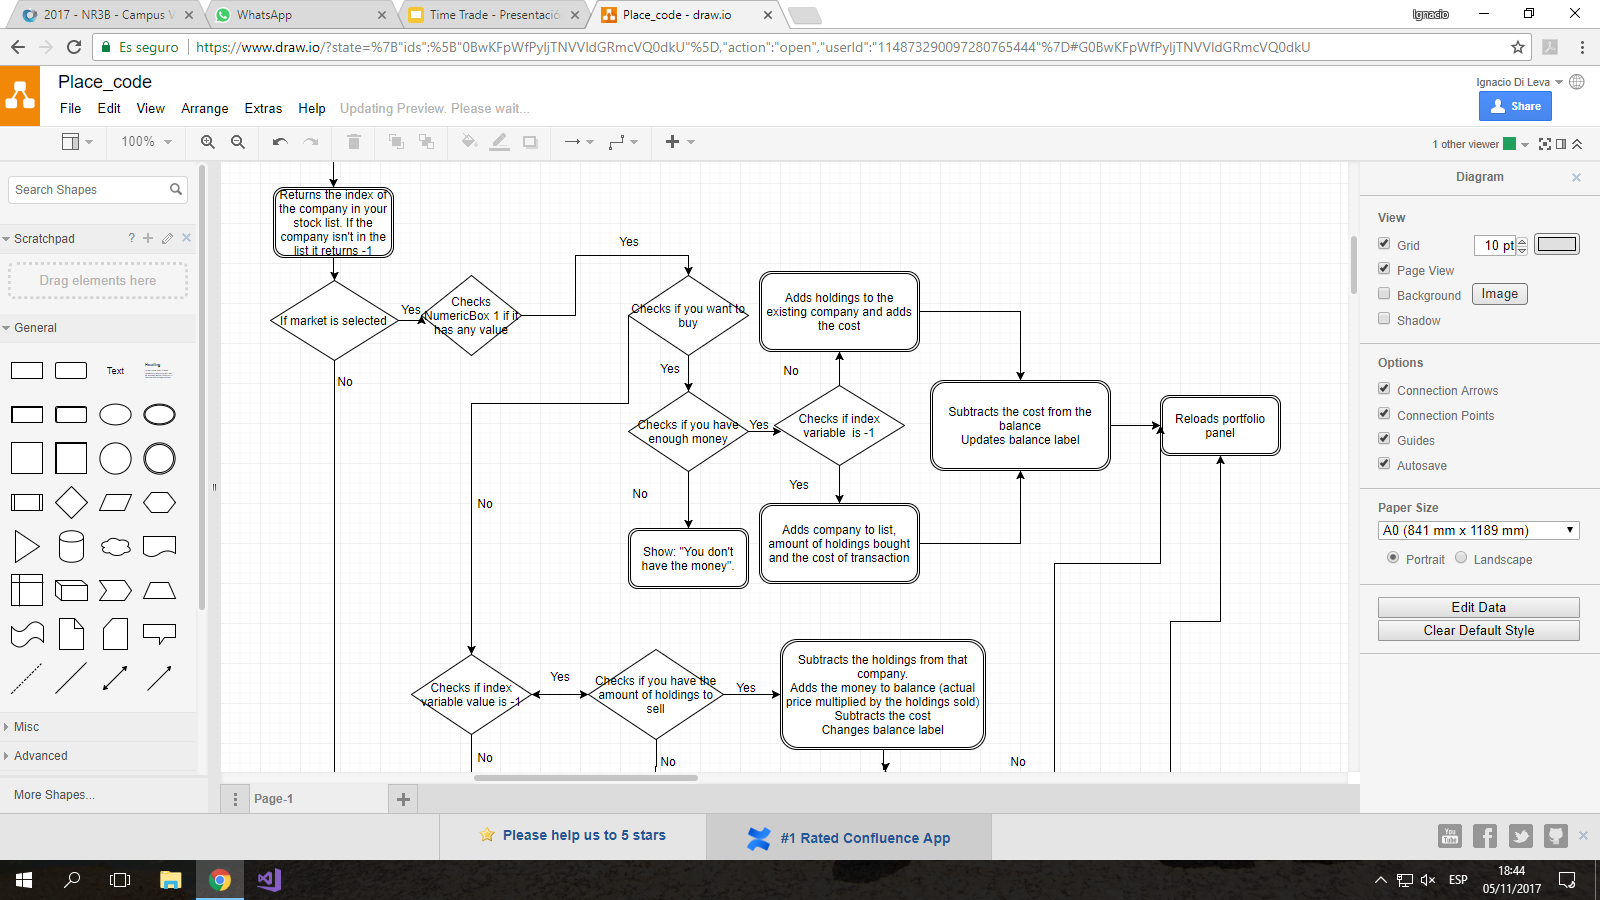 2017 - NR3B - Campus V
WhatsApp
Time Trade - Presentació
Place_code - draw.io
Ignacio
Es seguro
https://www.draw.io/?state=%7B"ids":%5B"0BwKFpWfPyIjTNVVIdGRmcVQ0dkU"%5D,"action":"open","userId":"114873290097280765444"%7D#G0BwKFpWfPyIjTNVVIdGRmcVQ0dkU
Place_code
Ignacio Di Leva
File Edit View Arrange Extras Help Updating Preview. Please wait...
Share
100%
1 other viewer
Search Shapes
Scratchpad
?
Drag elements here
General
Text
Heading
Misc
Advanced
More Shapes...
Returns the index of
the company in your
stock list. If the
company isn't in the
list it returns -1
If market is selected
Yes
No
Checks
NumericBox 1 if it
has any value
Yes
Checks if you want to
buy
Yes
No
Checks if you have
enough money
Yes
No
Show: "You don't
have the money".
Checks if index
variable is -1
No
Yes
Adds holdings to the
existing company and adds
the cost
Adds company to list,
amount of holdings bought
and the cost of transaction
Subtracts the cost from the
balance
Updates balance label
Reloads portfolio
panel
Checks if index
variable value is -1
Yes
No
Checks if you have the
amount of holdings to
sell
Yes
No
Subtracts the holdings from that
company.
Adds the money to balance (actual
price multiplied by the holdings sold)
Subtracts the cost
Changes balance label
No
Diagram
View
Grid
10 pt
Page View
Background
Image
Shadow
Options
Connection Arrows
Connection Points
Guides
Autosave
Paper Size
A0 (841 mm x 1189 mm)
Portrait
Landscape
Edit Data
Clear Default Style
Page-1
Please help us to 5 stars
#1 Rated Confluence App
You
Tube
ESP
18:44
05/11/2017